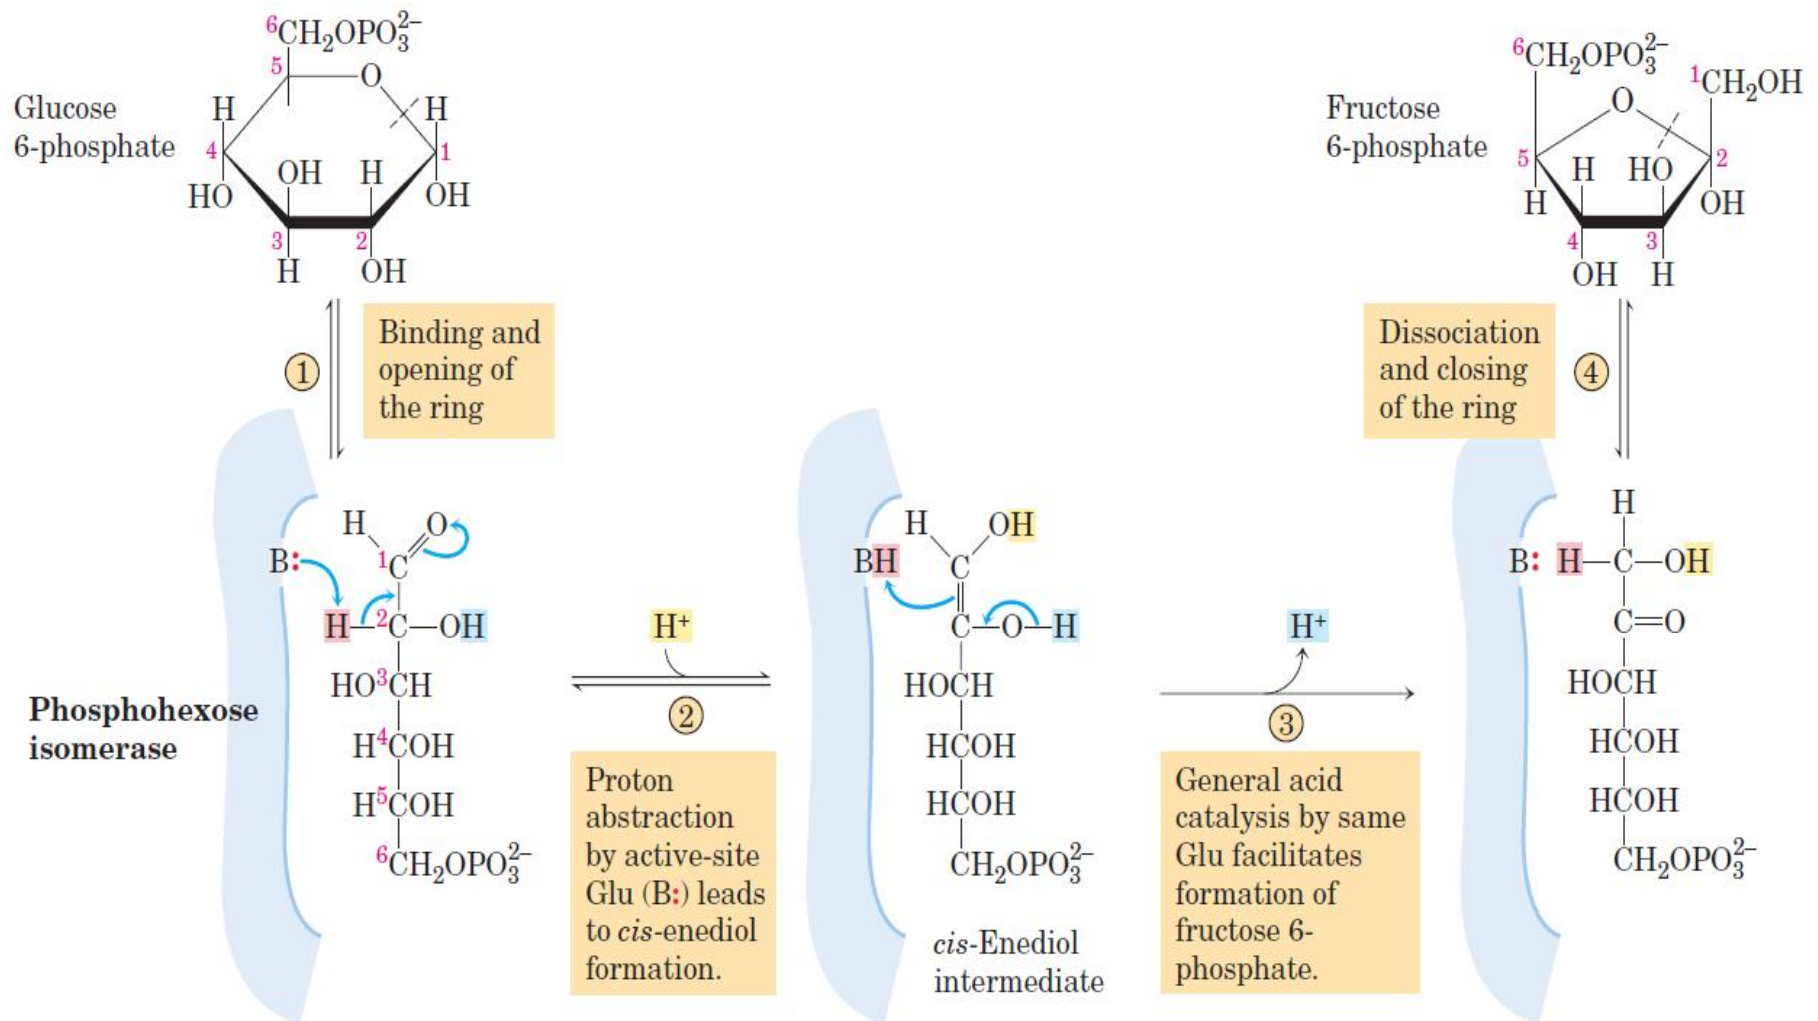 Glucose
6-phosphate
⁶CH₂OPO₃²⁻
5
O
H
H
4
1
OH
H
HO
OH
3
2
H
OH
Fructose
6-phosphate
⁶CH₂OPO₃²⁻
¹CH₂OH
O
5
H
HO
2
H
OH
4
3
OH
H
1
Binding and
opening of
the ring
Dissociation
and closing
of the ring
4
Phosphohexose
isomerase
H
O
B:
1C
H—2C—OH
HO3CH
H4COH
H5COH
⁶CH₂OPO₃²⁻
H⁺
2
Proton
abstraction
by active-site
Glu (B:) leads
to cis-enediol
formation.
H
OH
BH
C
C—O—H
HOCH
HCOH
HCOH
CH₂OPO₃²⁻
cis-Enediol
intermediate
H⁺
3
General acid
catalysis by same
Glu facilitates
formation of
fructose 6-
phosphate.
H
B: H—C—OH
C=O
HOCH
HCOH
HCOH
CH₂OPO₃²⁻